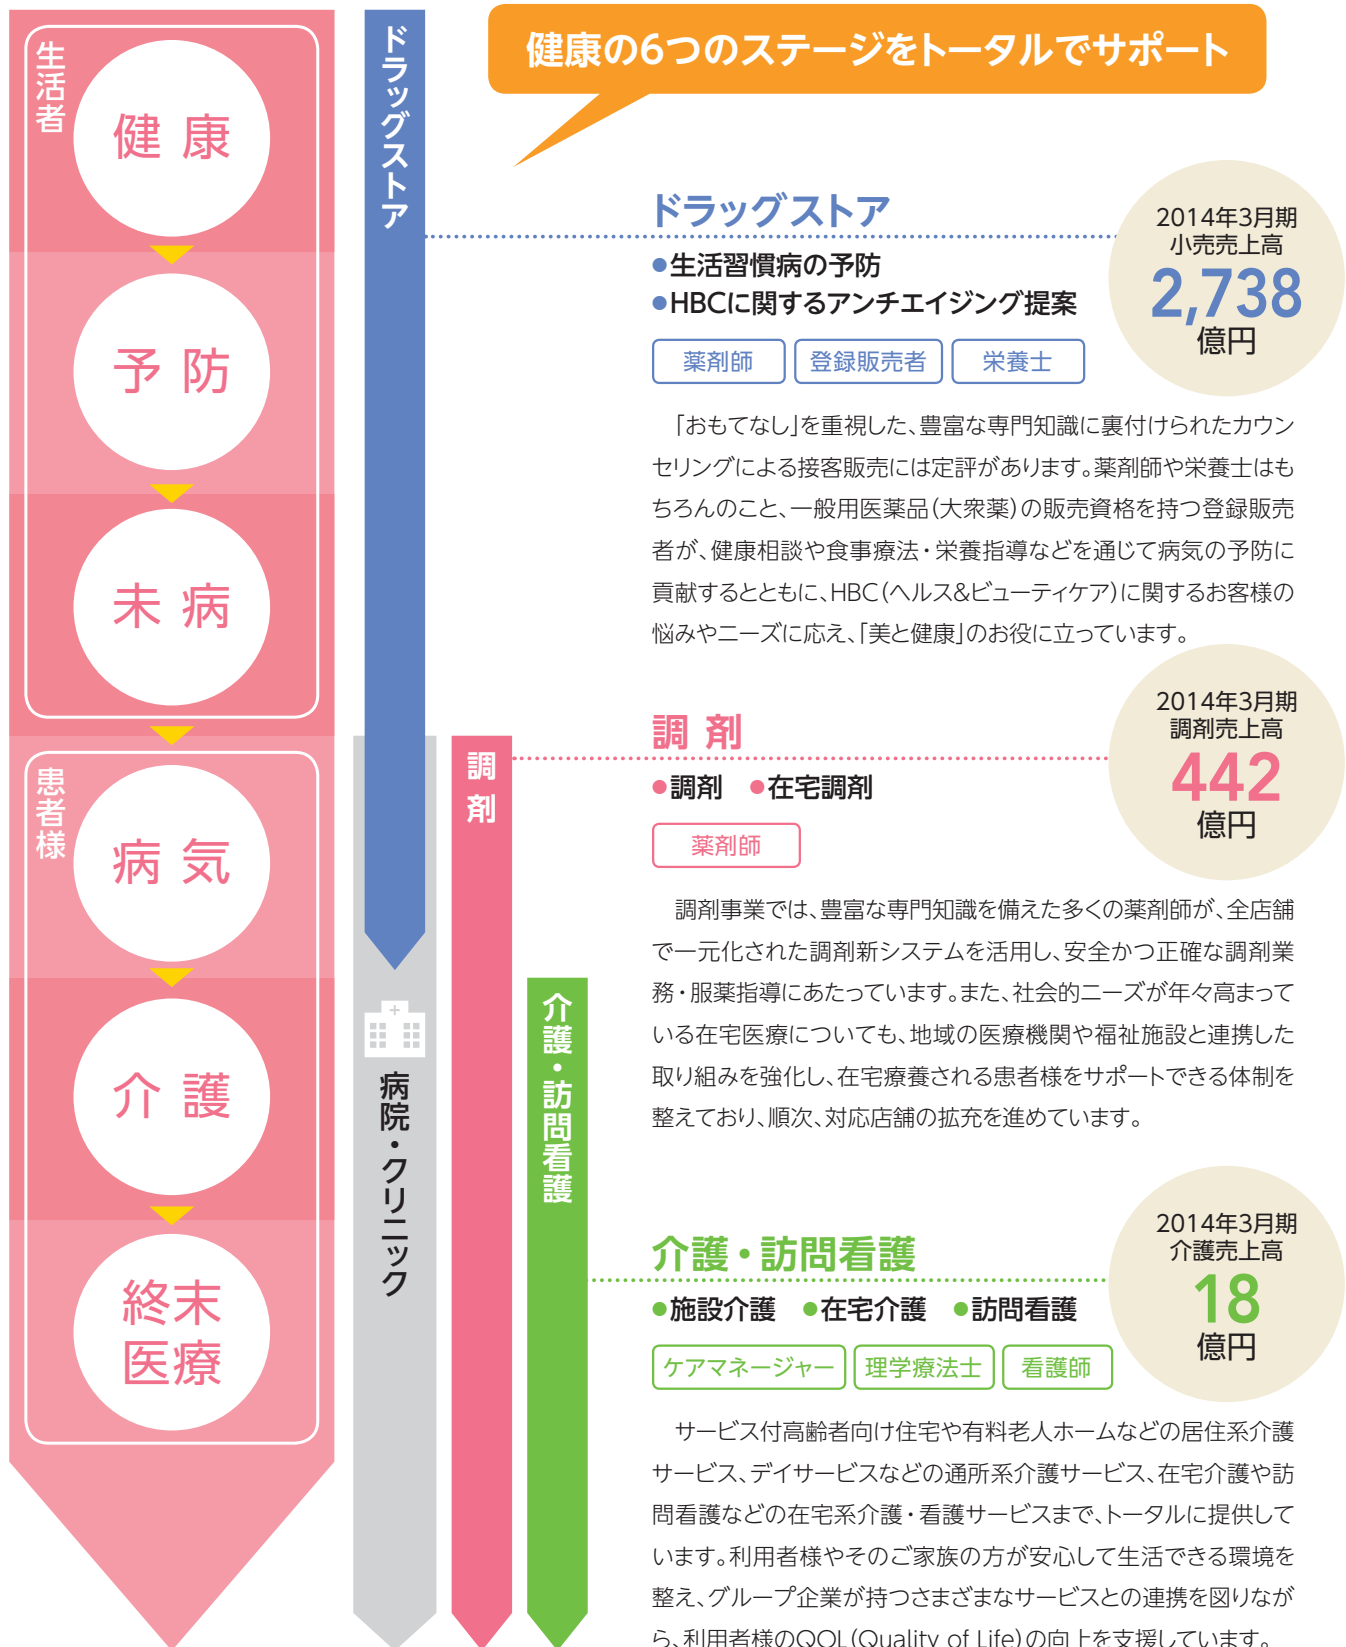 健康の6つのステージをトータルでサポート
生活者
健康
予防
未病
患者様
病気
介護
終末
医療
ドラッグストア
病院・クリニック
調剤
介護・訪問看護
ドラッグストア
●生活習慣病の予防
●HBCに関するアンチエイジング提案
薬剤師 登録販売者 栄養士
2014年3月期
小売売上高
2,738
億円
「おもてなし」を重視した、豊富な専門知識に裏付けられたカウン
セリングによる接客販売には定評があります。薬剤師や栄養士はも
ちろんのこと、一般用医薬品(大衆薬)の販売資格を持つ登録販売
者が、健康相談や食事療法・栄養指導などを通じて病気の予防に
貢献するとともに、HBC(ヘルス&ビューティケア)に関するお客様の
悩みやニーズに応え、「美と健康」のお役に立っています。
調剤
●調剤 ●在宅調剤
薬剤師
2014年3月期
調剤売上高
442
億円
調剤事業では、豊富な専門知識を備えた多くの薬剤師が、全店舗
で一元化された調剤新システムを活用し、安全かつ正確な調剤業
務・服薬指導にあたっています。また、社会的ニーズが年々高まって
いる在宅医療についても、地域の医療機関や福祉施設と連携した
取り組みを強化し、在宅療養される患者様をサポートできる体制を
整えており、順次、対応店舗の拡充を進めています。
介護・訪問看護
●施設介護 ●在宅介護 ●訪問看護
ケアマネージャー 理学療法士 看護師
2014年3月期
介護売上高
18
億円
サービス付高齢者向け住宅や有料老人ホームなどの居住系介護
サービス、デイサービスなどの通所系介護サービス、在宅介護や訪
問看護などの在宅系介護・看護サービスまで、トータルに提供して
います。利用者様やそのご家族の方が安心して生活できる環境を
整え、グループ企業が持つさまざまなサービスとの連携を図りなが
ら、利用者様のQOL(Quality of Life)の向上を支援しています。